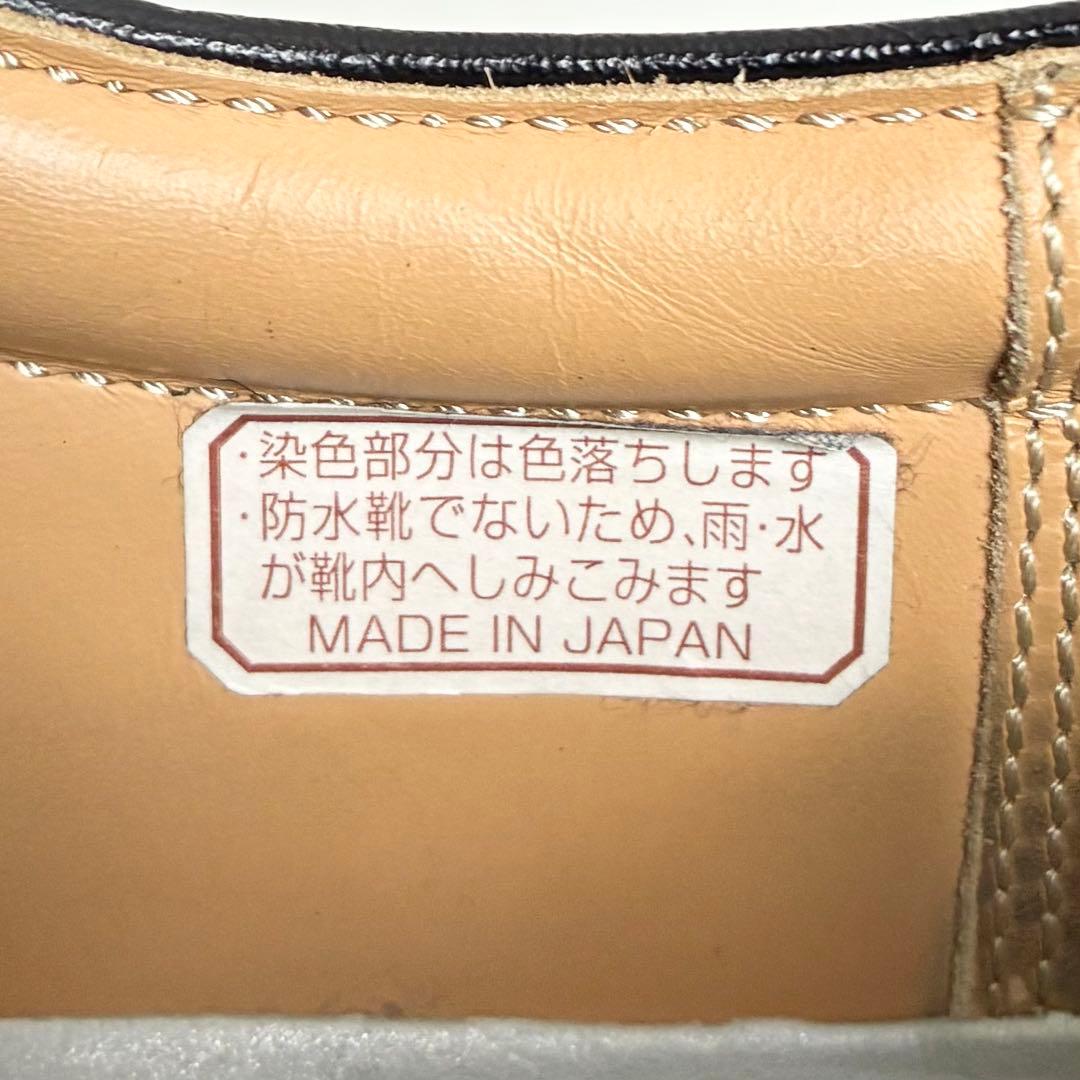 ・染色部分は色落ちします
・防水靴でないため、雨・水
が靴内へしみこみます
MADE IN JAPAN